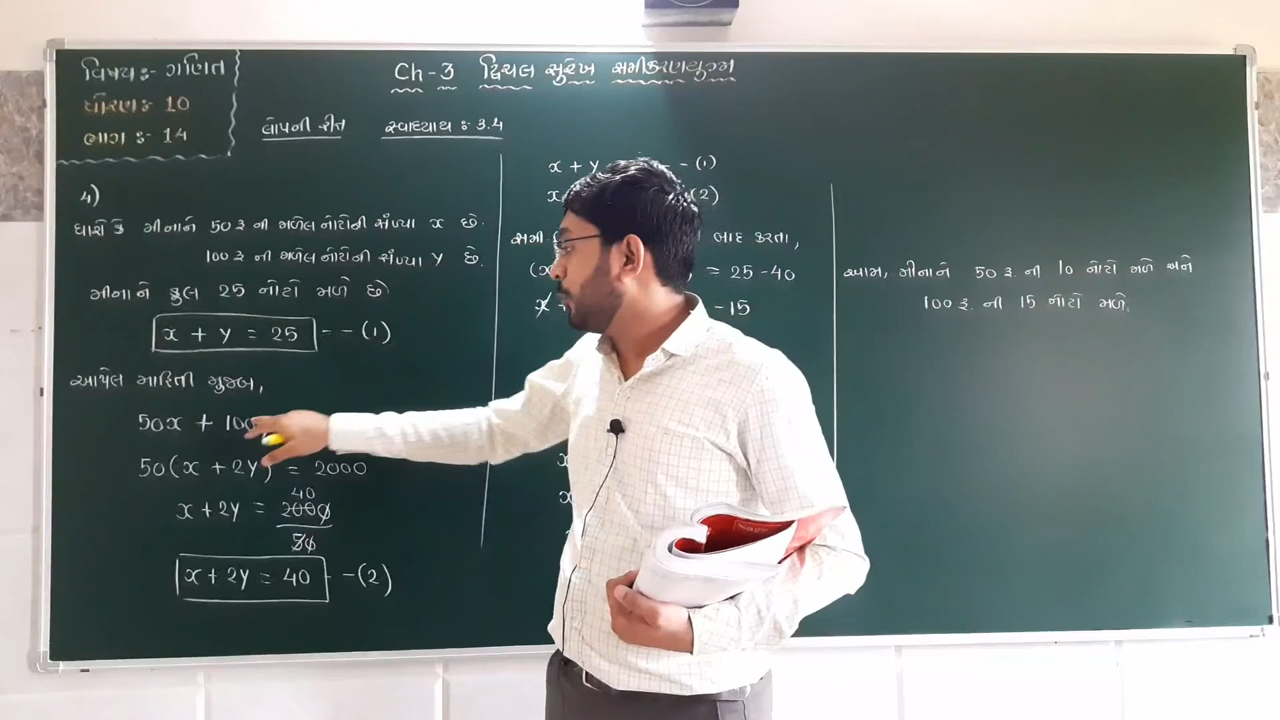 વિષય :- ગણિત
ધોરણ :- 10
ભાગ :- 14
Ch - 3 દ્વિચલ સુરેખ સમીકરણયુગ્મ
લોપની રીત સ્વાધ્યાય :- 3.4
4)
ધારો કે મીનાને 50 રૂ ની મળેલ નોટોની સંખ્યા x છે.
100 રૂ ની મળેલ નોટોની સંખ્યા y છે.
મીનાને કુલ 25 નોટો મળે છે
x + y = 25 - - (1)
આપેલ માહિતી મુજબ,
50x + 100
50(x + 2y) = 2000
40
x + 2y = 2000
50
x + 2y = 40 - - (2)
x + y - - (1)
x (2)
સમી બાદ કરતા,
(x = 25 - 40
x - 15
x
x
આમ, મીનાને 50 રૂ. ની 10 નોટો મળે અને
100 રૂ. ની 15 નોટો મળે.